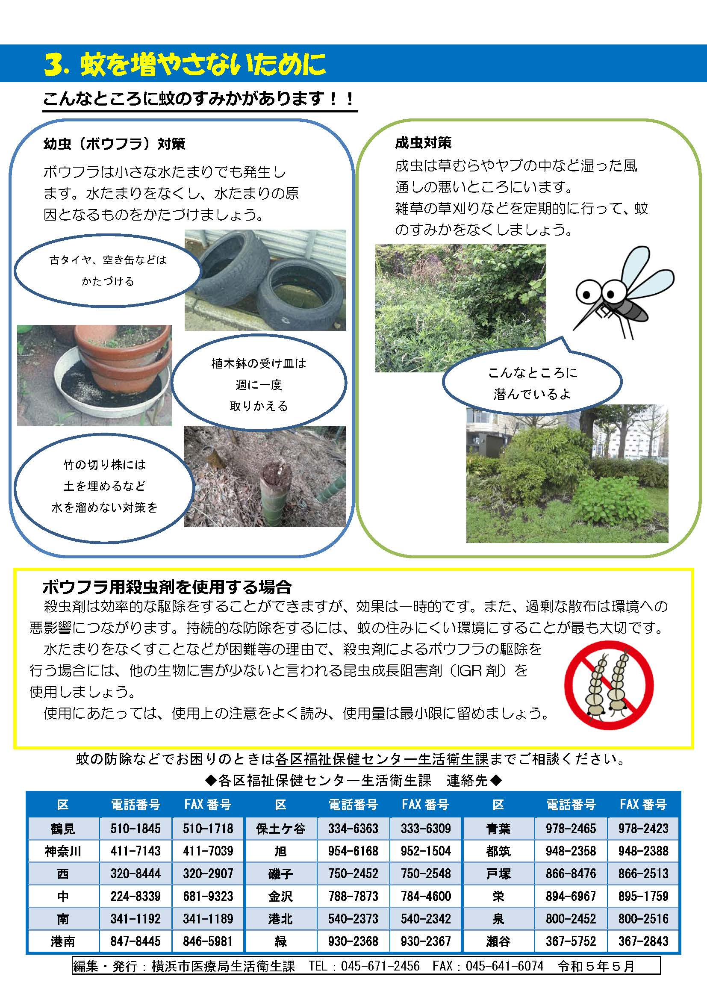 3. 蚊を増やさないために
こんなところに蚊のすみかがあります！！
幼虫（ボウフラ）対策
ボウフラは小さな水たまりでも発生し
ます。水たまりをなくし、水たまりの原
因となるものをかたづけましょう。
古タイヤ、空き缶などは
かたづける
植木鉢の受け皿は
週に一度
取りかえる
竹の切り株には
土を埋めるなど
水を溜めない対策を
成虫対策
成虫は草むらやヤブの中など湿った風
通しの悪いところにいます。
雑草の草刈りなどを定期的に行って、蚊
のすみかをなくしましょう。
こんなところに
潜んでいるよ
ボウフラ用殺虫剤を使用する場合
殺虫剤は効率的な駆除をすることができますが、効果は一時的です。また、過剰な散布は環境への
悪影響につながります。持続的な防除をするには、蚊の住みにくい環境にすることが最も大切です。
水たまりをなくすことなどが困難等の理由で、殺虫剤によるボウフラの駆除を
行う場合には、他の生物に害が少ないと言われる昆虫成長阻害剤（IGR 剤）を
使用しましょう。
使用にあたっては、使用上の注意をよく読み、使用量は最小限に留めましょう。
蚊の防除などでお困りのときは各区福祉保健センター生活衛生課までご相談ください。
◆各区福祉保健センター生活衛生課　連絡先◆
区 電話番号 FAX 番号 区 電話番号 FAX 番号 区 電話番号 FAX 番号
鶴見 510-1845 510-1718 保土ケ谷 334-6363 333-6309 青葉 978-2465 978-2423
神奈川 411-7143 411-7039 旭 954-6168 952-1504 都筑 948-2358 948-2388
西 320-8444 320-2907 磯子 750-2452 750-2548 戸塚 866-8476 866-2513
中 224-8339 681-9323 金沢 788-7873 784-4600 栄 894-6967 895-1759
南 341-1192 341-1189 港北 540-2373 540-2342 泉 800-2452 800-2516
港南 847-8445 846-5981 緑 930-2368 930-2367 瀬谷 367-5752 367-2843
編集・発行：横浜市医療局生活衛生課　TEL：045-671-2456　FAX：045-641-6074　令和５年５月